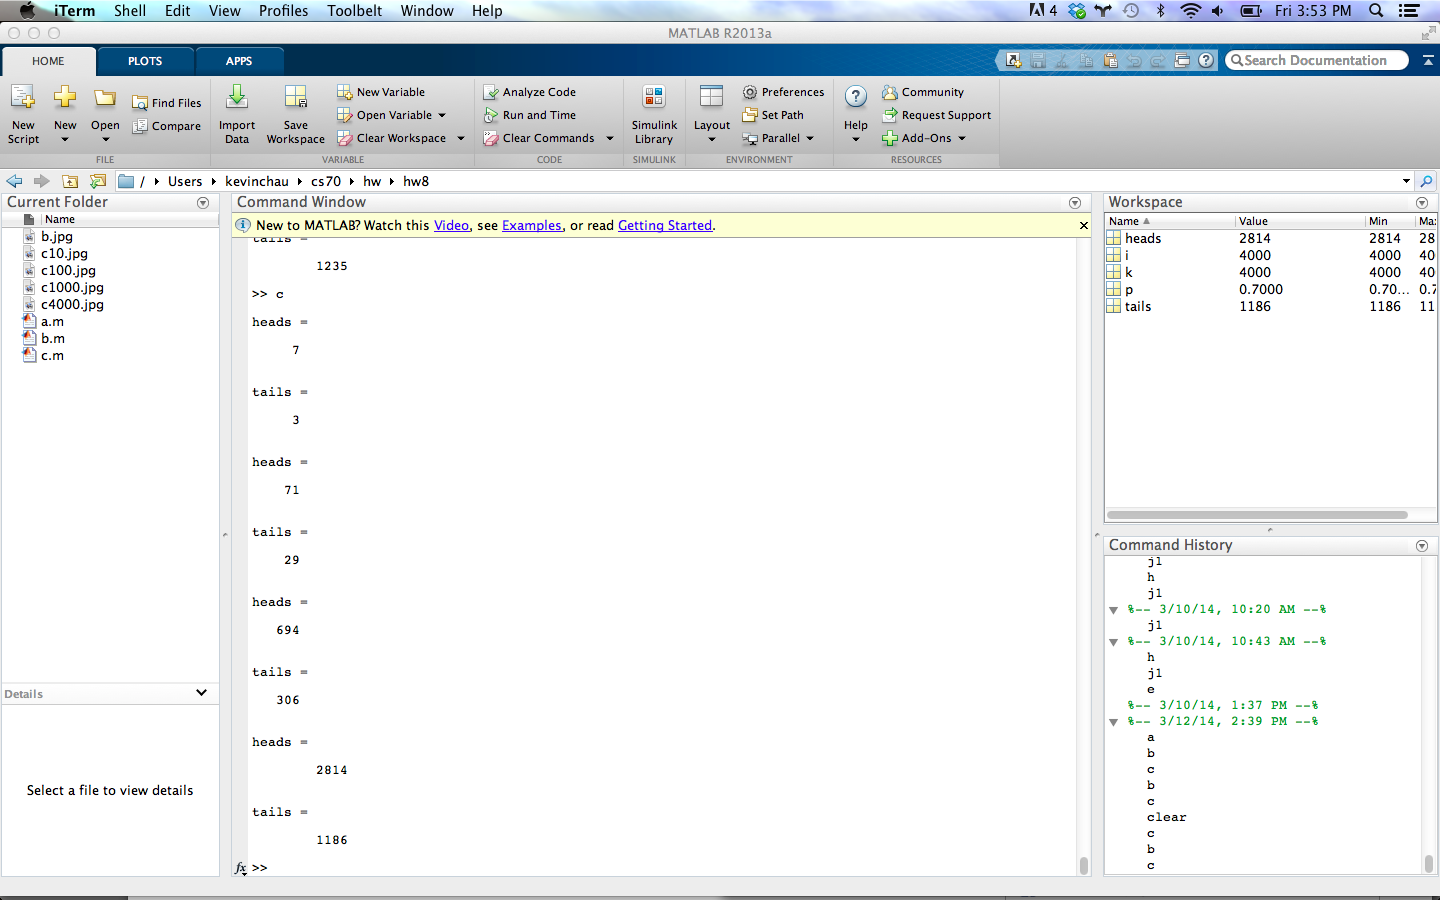 iTerm Shell Edit View Profiles Toolbelt Window Help 4 Fri 3:53 PM
MATLAB R2013a
HOME PLOTS APPS Search Documentation
New Script New Open Find Files Compare Import Data Save Workspace New Variable Open Variable Clear Workspace Analyze Code Run and Time Clear Commands Simulink Library Layout Preferences Set Path Parallel Help Community Request Support Add-Ons
FILE VARIABLE CODE SIMULINK ENVIRONMENT RESOURCES
/ Users kevinchau cs70 hw hw8
Current Folder
Name
b.jpg
c10.jpg
c100.jpg
c1000.jpg
c4000.jpg
a.m
b.m
c.m
Details
Select a file to view details
Command Window
New to MATLAB? Watch this Video, see Examples, or read Getting Started.
tails =
1235
>> c
heads =
7
tails =
3
heads =
71
tails =
29
heads =
694
tails =
306
heads =
2814
tails =
1186
fx >>
Workspace
Name Value Min Max
heads 2814 2814 28
i 4000 4000 40
k 4000 4000 40
p 0.7000 0.70... 0.7
tails 1186 1186 11
Command History
j1
h
j1
%-- 3/10/14, 10:20 AM --%
j1
%-- 3/10/14, 10:43 AM --%
h
j1
e
%-- 3/10/14, 1:37 PM --%
%-- 3/12/14, 2:39 PM --%
a
b
c
b
c
clear
c
b
c